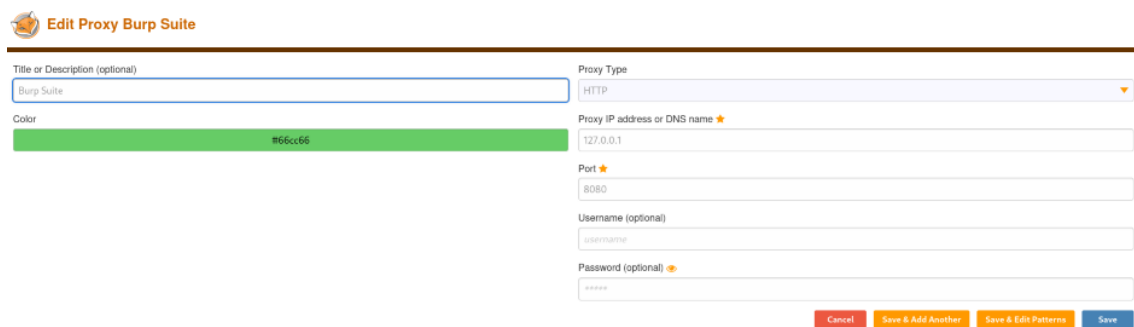 Edit Proxy Burp Suite
Title or Description (optional)
Burp Suite
Color
#66cc66
Proxy Type
HTTP
Proxy IP address or DNS name
127.0.0.1
Port
8080
Username (optional)
username
Password (optional)
*****
Cancel
Save & Add Another
Save & Edit Patterns
Save